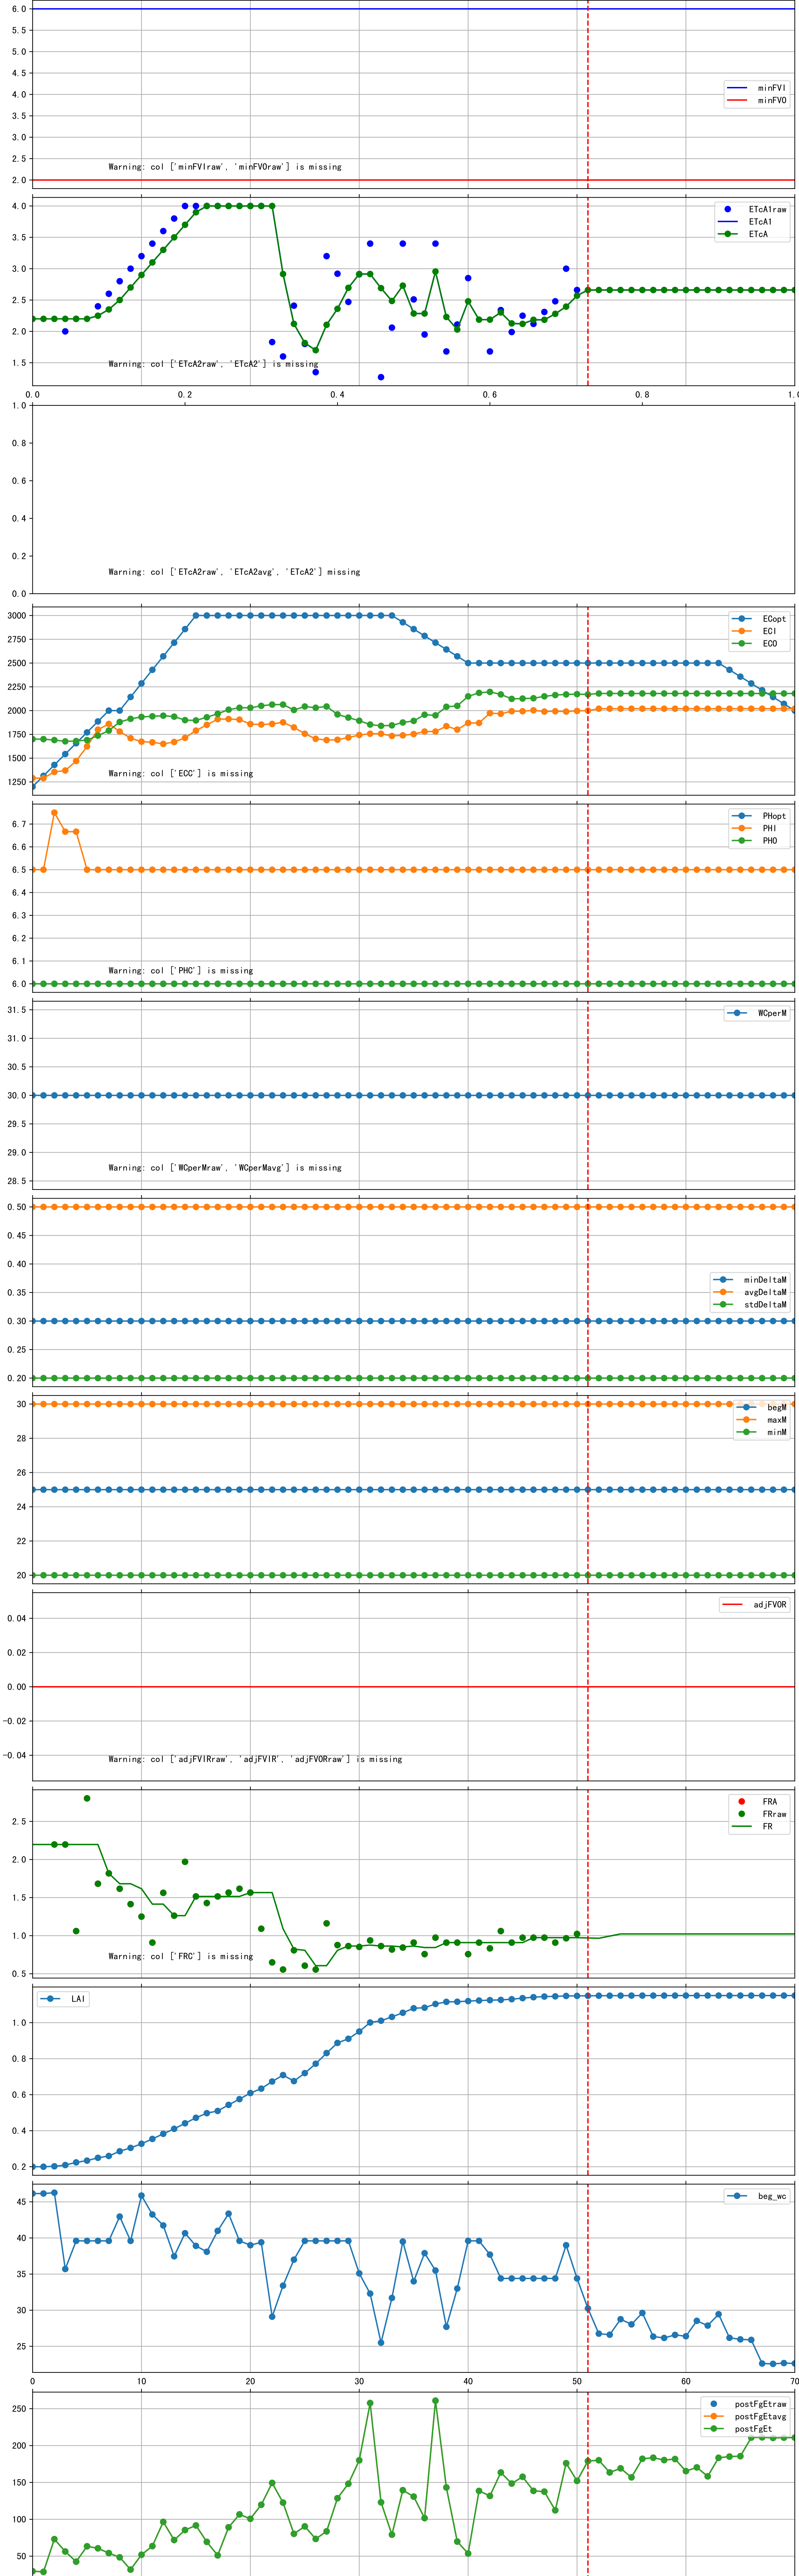 6.0
5.5
5.0
4.5
4.0
3.5
3.0
2.5
2.0
minFVI
minFVO
Warning: col ['minFVIraw', 'minFVOraw'] is missing
4.0
3.5
3.0
2.5
2.0
1.5
ETcA1raw
ETcA1
ETcA
Warning: col ['ETcA2raw', 'ETcA2'] is missing
0.0 0.2 0.4 0.6 0.8 1.0
1.0
0.8
0.6
0.4
0.2
0.0
Warning: col ['ETcA2raw', 'ETcA2avg', 'ETcA2'] missing
3000
2750
2500
2250
2000
1750
1500
1250
ECopt
ECI
ECO
Warning: col ['ECC'] is missing
6.7
6.6
6.5
6.4
6.3
6.2
6.1
6.0
PHopt
PHI
PHO
Warning: col ['PHC'] is missing
31.5
31.0
30.5
30.0
29.5
29.0
28.5
WCperM
Warning: col ['WCperMraw', 'WCperMavg'] is missing
0.50
0.45
0.40
0.35
0.30
0.25
0.20
minDeltaM
avgDeltaM
stdDeltaM
30
28
26
24
22
20
begM
maxM
minM
0.04
0.02
0.00
−0.02
−0.04
adjFVOR
Warning: col ['adjFVIRraw', 'adjFVIR', 'adjFVORraw'] is missing
2.5
2.0
1.5
1.0
0.5
FRA
FRraw
FR
Warning: col ['FRC'] is missing
1.0
0.8
0.6
0.4
0.2
LAI
45
40
35
30
25
beg_wc
0 10 20 30 40 50 60 70
250
200
150
100
50
postFgEtraw
postFgEtavg
postFgEt